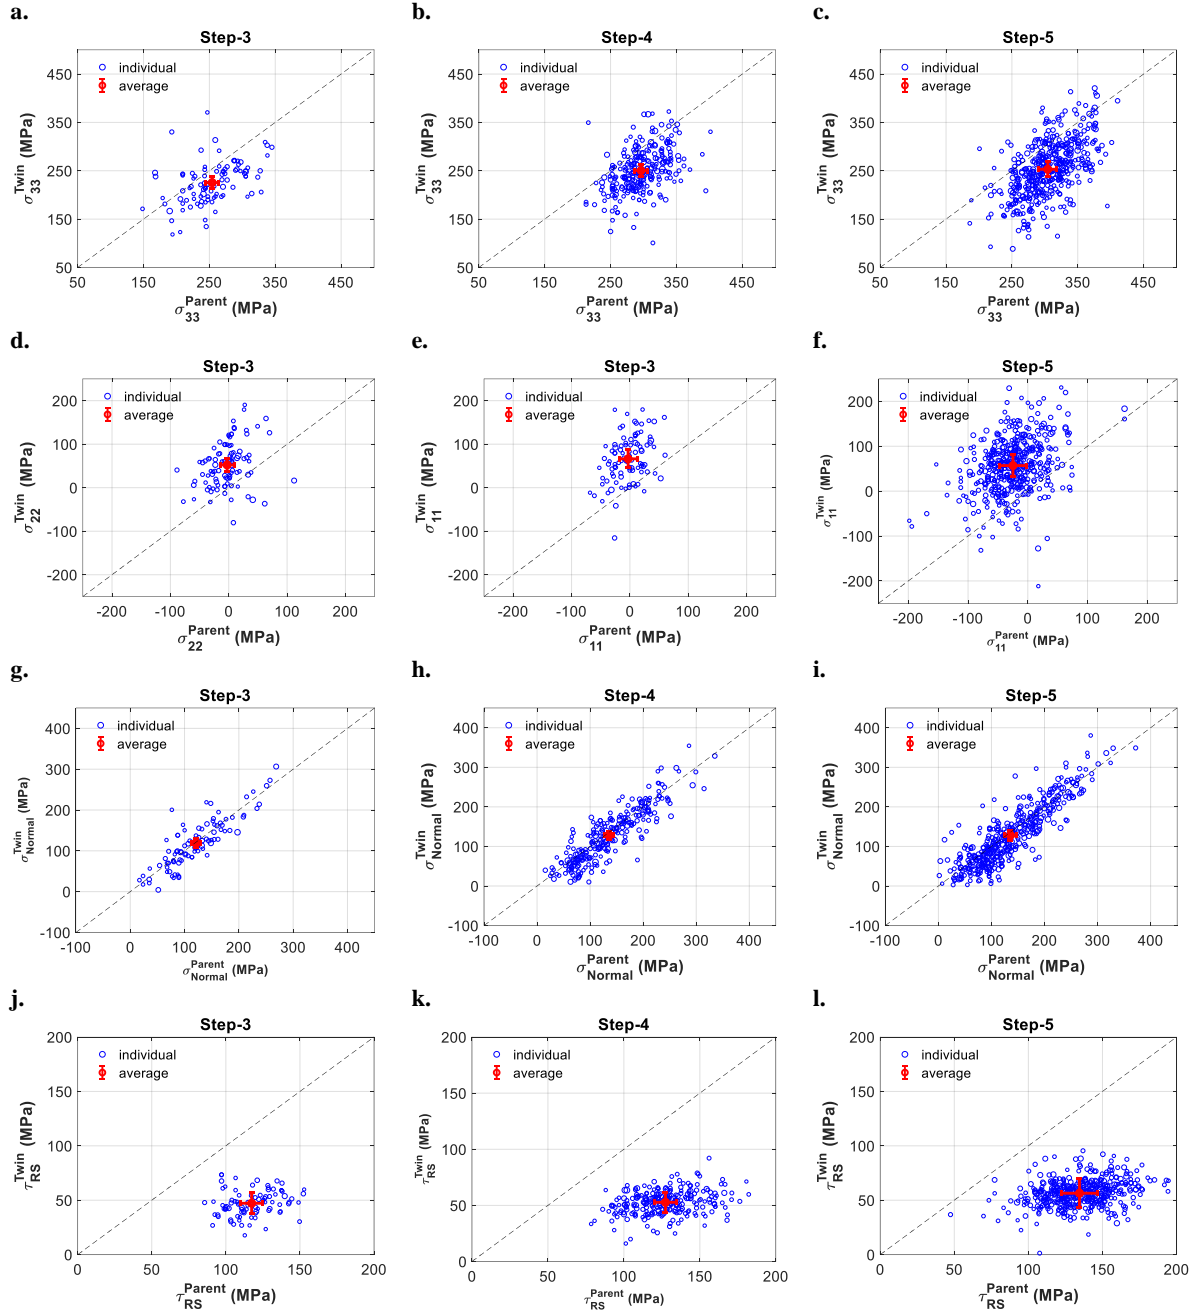 a.
b.
c.
Step-3
Step-4
Step-5
individual
average
individual
average
individual
average
450
350
250
150
50
450
350
250
150
50
450
350
250
150
50
σ33Twin (MPa)
σ33Twin (MPa)
σ33Twin (MPa)
50 150 250 350 450
50 150 250 350 450
50 150 250 350 450
σ33Parent (MPa)
σ33Parent (MPa)
σ33Parent (MPa)
d.
e.
f.
Step-3
Step-3
Step-5
individual
average
individual
average
individual
average
200
100
0
-100
-200
200
100
0
-100
-200
200
100
0
-100
-200
σ22Twin (MPa)
σ11Twin (MPa)
σ11Twin (MPa)
-200 -100 0 100 200
-200 -100 0 100 200
-200 -100 0 100 200
σ22Parent (MPa)
σ11Parent (MPa)
σ11Parent (MPa)
g.
h.
i.
Step-3
Step-4
Step-5
individual
average
individual
average
individual
average
400
300
200
100
0
-100
400
300
200
100
0
-100
400
300
200
100
0
-100
σNormalTwin (MPa)
σNormalTwin (MPa)
σNormalTwin (MPa)
-100 0 100 200 300 400
-100 0 100 200 300 400
-100 0 100 200 300 400
σNormalParent (MPa)
σNormalParent (MPa)
σNormalParent (MPa)
j.
k.
l.
Step-3
Step-4
Step-5
individual
average
individual
average
individual
average
200
150
100
50
0
200
150
100
50
0
200
150
100
50
0
τRSTwin (MPa)
τRSTwin (MPa)
τRSTwin (MPa)
0 50 100 150 200
0 50 100 150 200
0 50 100 150 200
τRSParent (MPa)
τRSParent (MPa)
τRSParent (MPa)